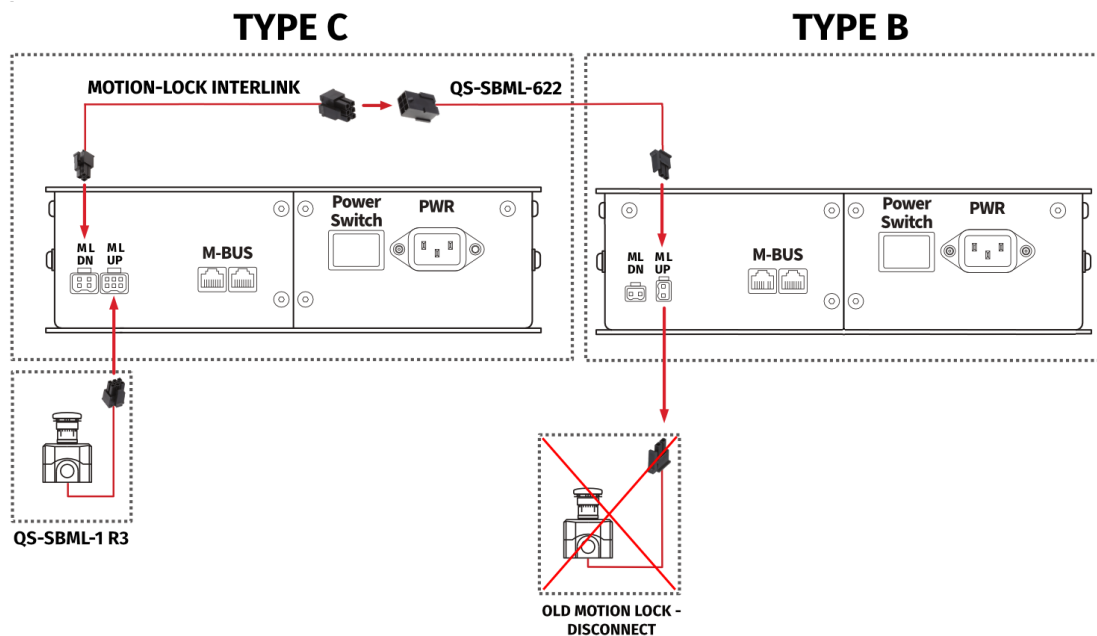 TYPE C
TYPE B
MOTION-LOCK INTERLINK
QS-SBML-622
Power
Switch
PWR
ML
DN
ML
UP
M-BUS
Power
Switch
PWR
ML
DN
ML
UP
M-BUS
QS-SBML-1 R3
OLD MOTION LOCK -
DISCONNECT